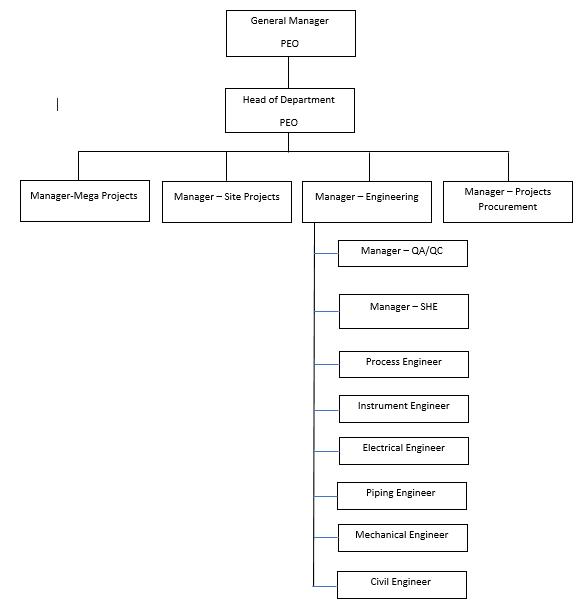 General Manager
PEO
Head of Department
PEO
Manager-Mega Projects
Manager – Site Projects
Manager – Engineering
Manager – Projects
Procurement
Manager – QA/QC
Manager – SHE
Process Engineer
Instrument Engineer
Electrical Engineer
Piping Engineer
Mechanical Engineer
Civil Engineer